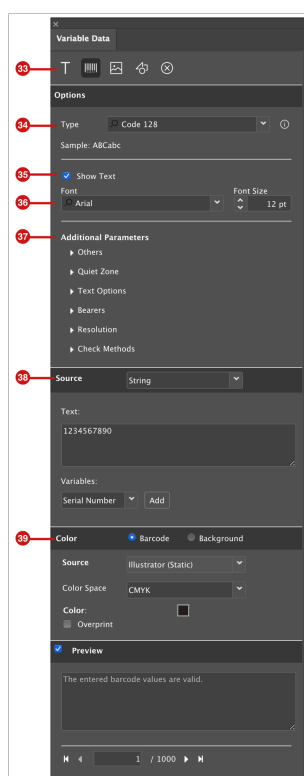 Variable Data
33
T
Options
34
Type Code 128
Sample: ABCabc
35
Show Text
Font Font Size
36
Arial 12 pt
37
Additional Parameters
Others
Quiet Zone
Text Options
Bearers
Resolution
Check Methods
38
Source String
Text:
1234567890
Variables:
Serial Number Add
39
Color Barcode Background
Source Illustrator (Static)
Color Space CMYK
Color:
Overprint
Preview
The entered barcode values are valid.
1 / 1000